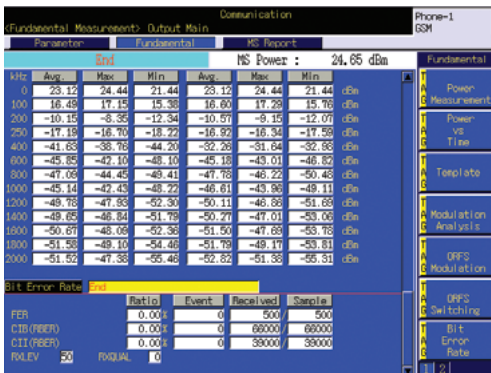 Communication
Phone-1
<Fundamental Measurement> Output Main
GSM
Parameter Fundamental MS Report
End MS Power : 24.65 dBm
Fundamental
kHz Avg. Max Min Avg. Max Min
0 23.12 24.44 21.44 23.12 24.44 21.44 dBm
100 16.49 17.15 15.38 16.60 17.29 15.76 dBm
200 -10.15 -8.35 -12.34 -10.57 -9.15 -12.07 dBm
250 -17.19 -16.70 -18.22 -16.92 -16.34 -17.59 dBm
400 -41.63 -38.76 -44.20 -32.26 -31.64 -32.98 dBm
600 -45.85 -42.10 -48.10 -45.18 -43.01 -46.82 dBm
800 -47.09 -44.45 -49.41 -47.78 -46.22 -50.48 dBm
1000 -45.14 -42.43 -48.22 -46.61 -43.96 -49.11 dBm
1200 -49.78 -47.93 -52.30 -50.11 -46.86 -51.69 dBm
1400 -49.65 -46.84 -51.79 -50.27 -47.01 -53.06 dBm
1600 -50.67 -48.09 -52.36 -51.50 -47.69 -53.78 dBm
1800 -51.58 -49.10 -54.46 -51.79 -49.17 -53.81 dBm
2000 -51.52 -47.38 -55.46 -52.82 -51.38 -55.31 dBm
Bit Error Rate End
Ratio Event Received Sample
FER 0.00% 0 500/ 500
CIB(RBER) 0.00% 0 66000/ 66000
CII(RBER) 0.00% 0 39000/ 39000
RXLEV 50 RXQUAL 0
TAG Power Measurement
TAG Power vs Time
TAG Template
TAG Modulation Analysis
TAG ORFS Modulation
TAG ORFS Switching
TAG Bit Error Rate
1 2